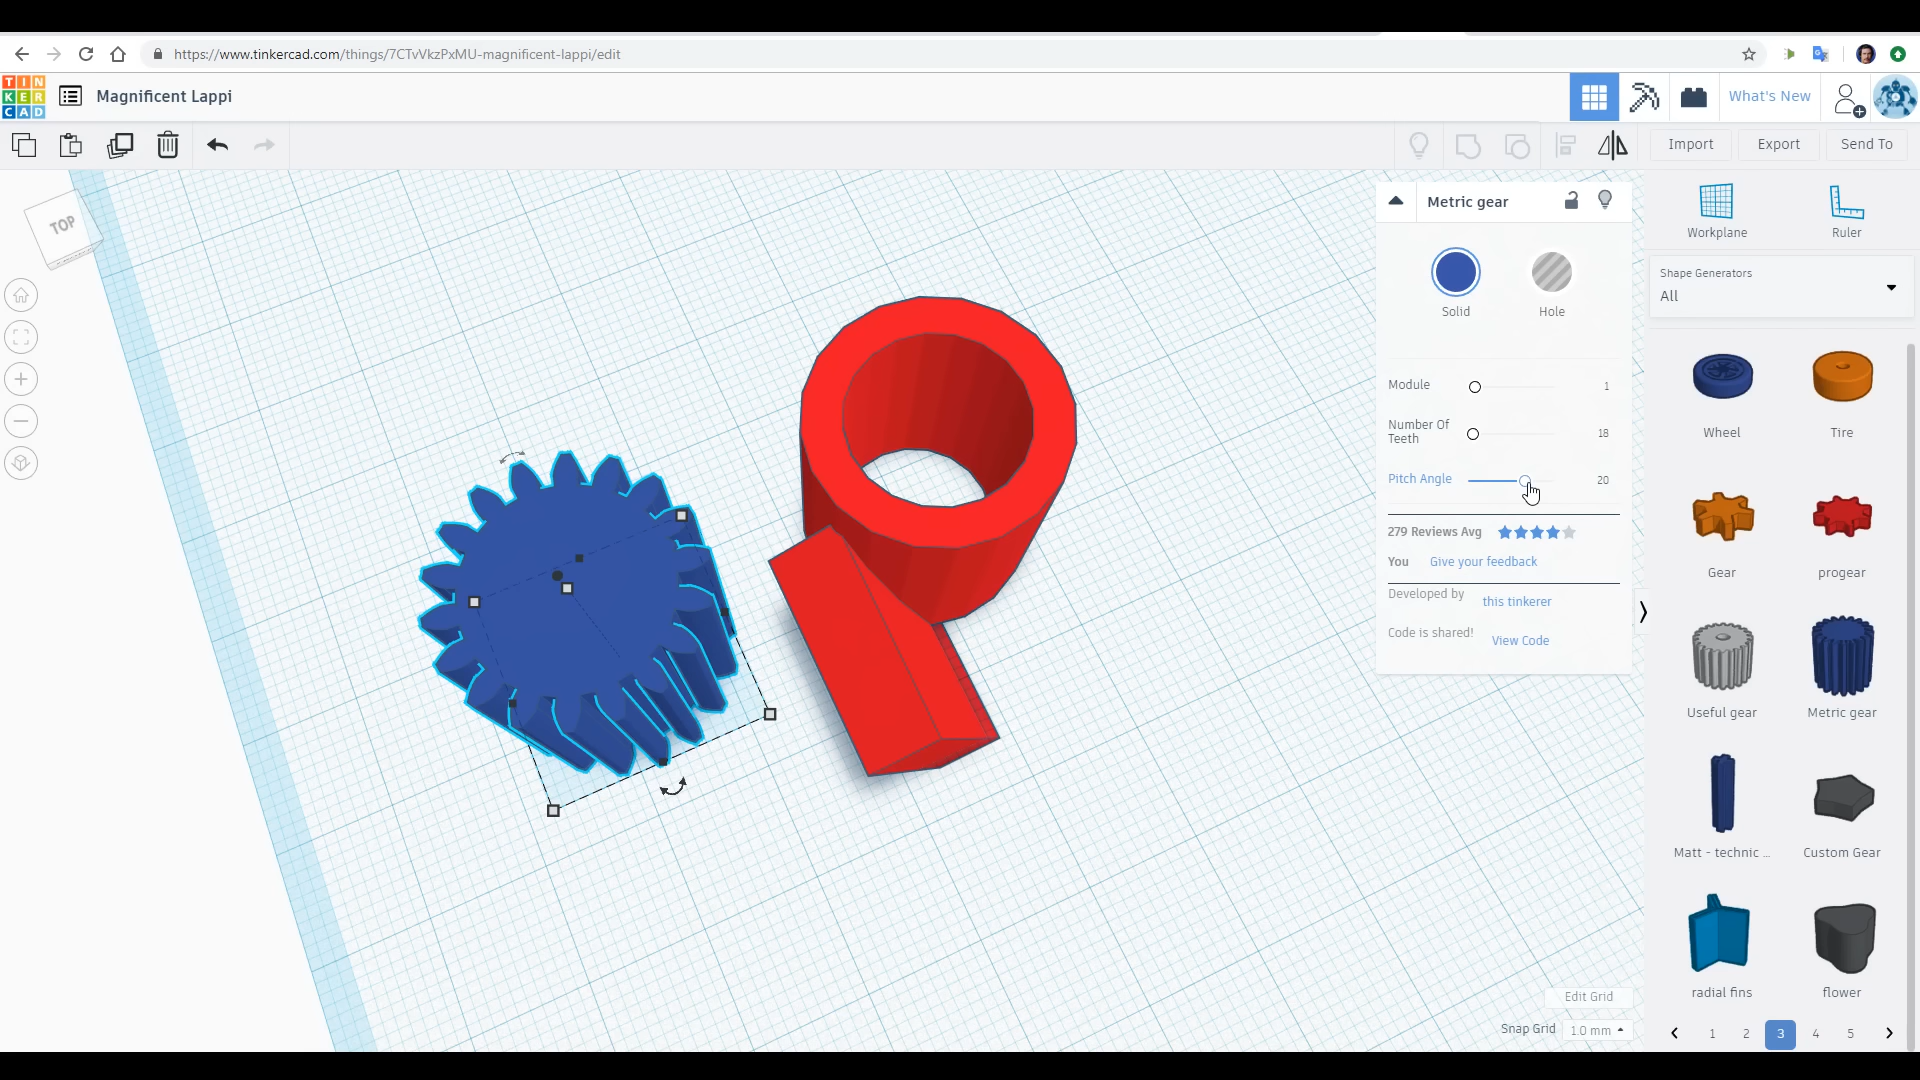 https://www.tinkercad.com/things/7CTvVkzPxMU-magnificent-lappi/edit
TIN
KER
CAD
Magnificent Lappi
What's New
Import
Export
Send To
TOP
Metric gear
Solid
Hole
Module
1
Number Of
Teeth
18
Pitch Angle
20
279 Reviews Avg
You
Give your feedback
Developed by
this tinkerer
Code is shared!
View Code
Workplane
Ruler
Shape Generators
All
Wheel
Tire
Gear
progear
Useful gear
Metric gear
Matt - technic ...
Custom Gear
radial fins
flower
Edit Grid
Snap Grid
1.0 mm
1
2
3
4
5